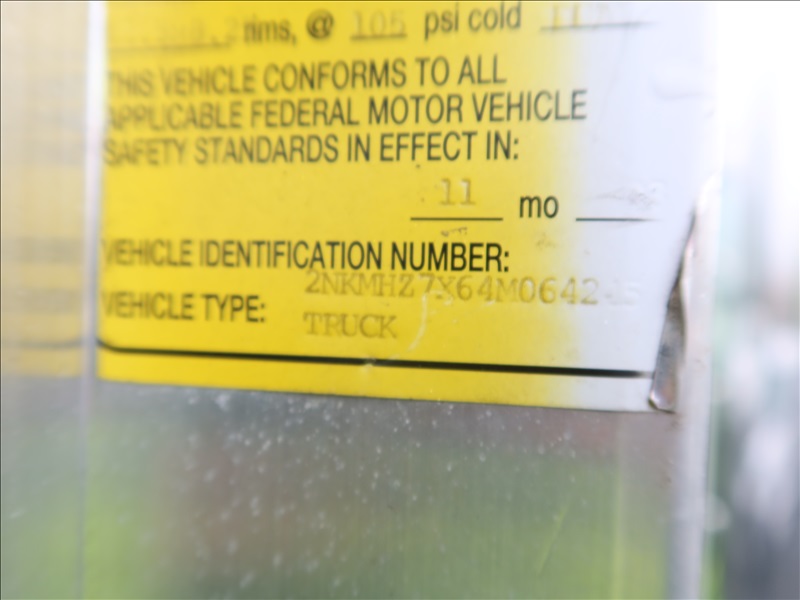 rims, @ 105 psi cold
THIS VEHICLE CONFORMS TO ALL
APPLICABLE FEDERAL MOTOR VEHICLE
SAFETY STANDARDS IN EFFECT IN:
11 mo
VEHICLE IDENTIFICATION NUMBER:
VEHICLE TYPE: TRUCK